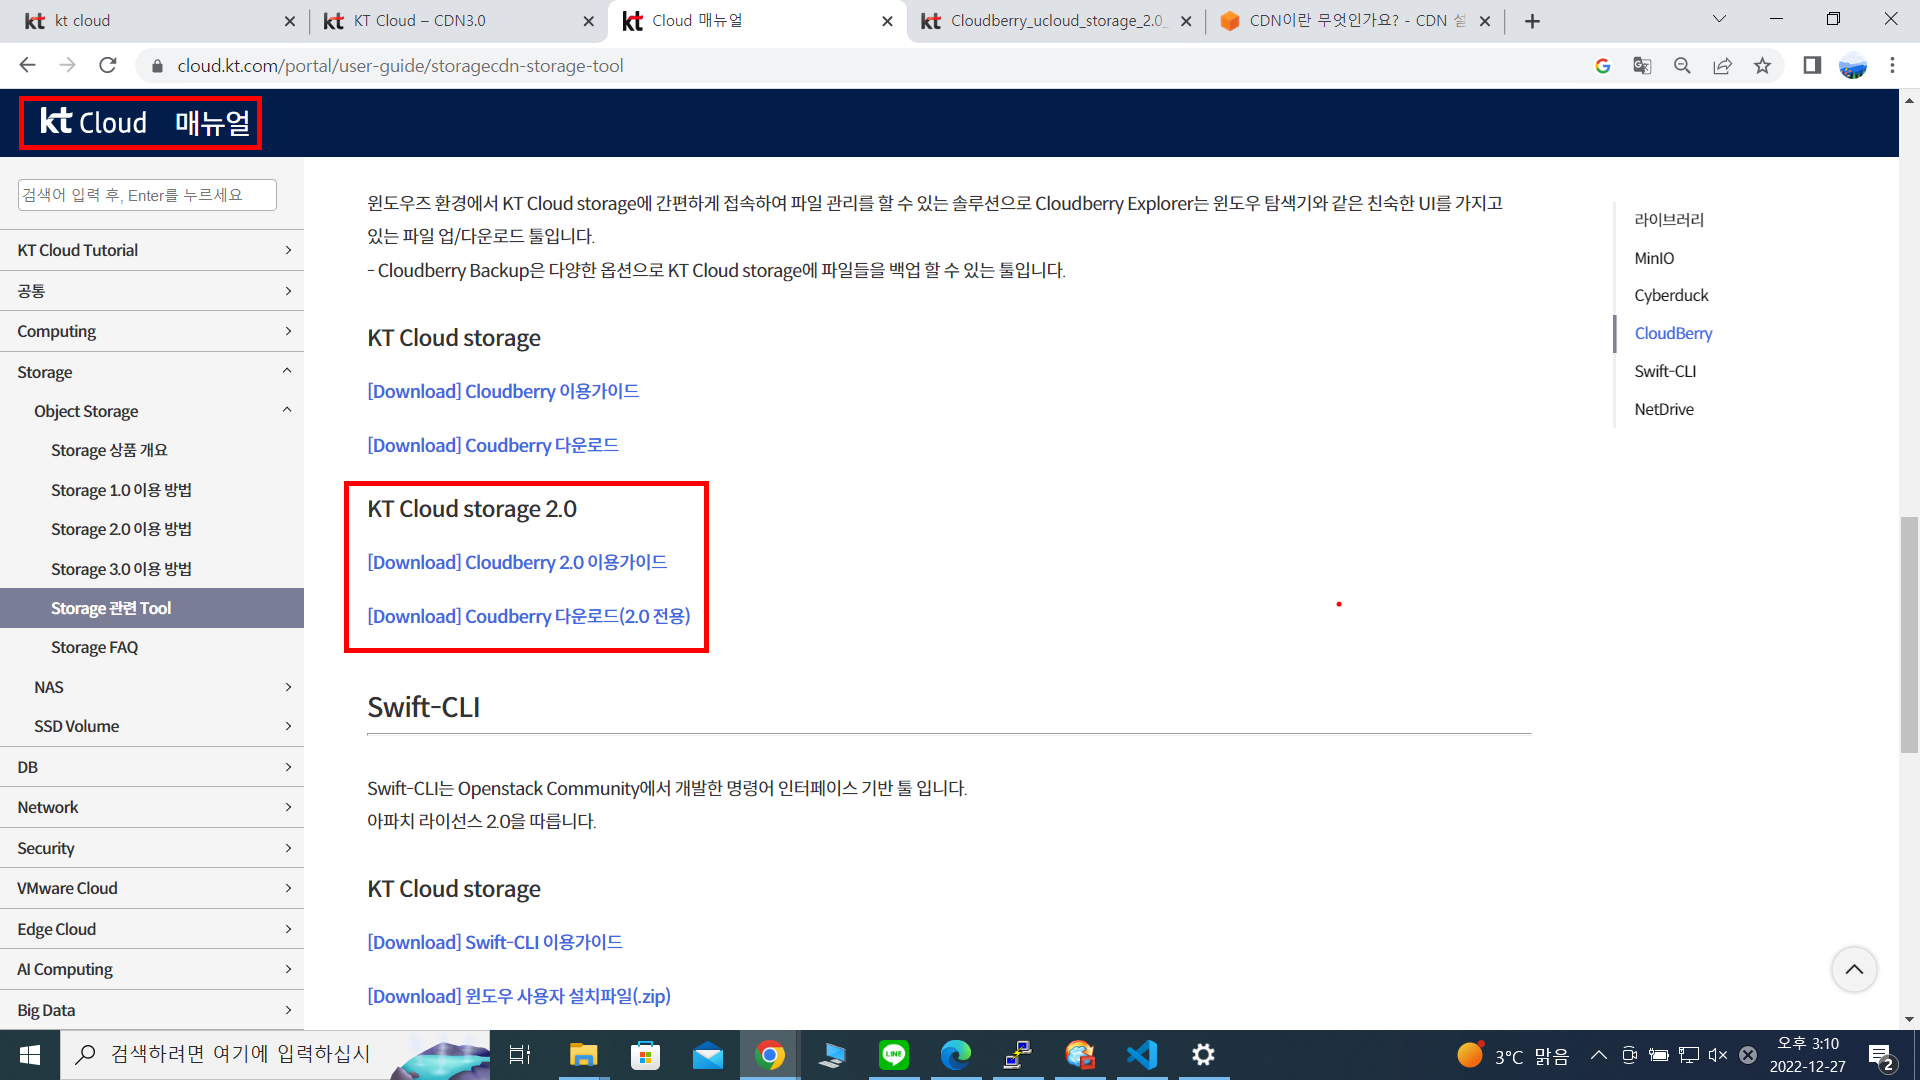 kt cloud
KT Cloud – CDN3.0
Cloud 매뉴얼
Cloudberry_ucloud_storage_2.0_
CDN이란 무엇인가요? - CDN 설
cloud.kt.com/portal/user-guide/storagecdn-storage-tool
kt Cloud 매뉴얼
검색어 입력 후, Enter를 누르세요
KT Cloud Tutorial
공통
Computing
Storage
Object Storage
Storage 상품 개요
Storage 1.0 이용 방법
Storage 2.0 이용 방법
Storage 3.0 이용 방법
Storage 관련 Tool
Storage FAQ
NAS
SSD Volume
DB
Network
Security
VMware Cloud
Edge Cloud
AI Computing
Big Data
윈도우즈 환경에서 KT Cloud storage에 간편하게 접속하여 파일 관리를 할 수 있는 솔루션으로 Cloudberry Explorer는 윈도우 탐색기와 같은 친숙한 UI를 가지고
있는 파일 업/다운로드 툴입니다.
- Cloudberry Backup은 다양한 옵션으로 KT Cloud storage에 파일들을 백업 할 수 있는 툴입니다.
KT Cloud storage
[Download] Cloudberry 이용가이드
[Download] Coudberry 다운로드
KT Cloud storage 2.0
[Download] Cloudberry 2.0 이용가이드
[Download] Coudberry 다운로드(2.0 전용)
Swift-CLI
Swift-CLI는 Openstack Community에서 개발한 명령어 인터페이스 기반 툴 입니다.
아파치 라이선스 2.0을 따릅니다.
KT Cloud storage
[Download] Swift-CLI 이용가이드
[Download] 윈도우 사용자 설치파일(.zip)
라이브러리
MinIO
Cyberduck
CloudBerry
Swift-CLI
NetDrive
검색하려면 여기에 입력하십시
LINE
3°C 맑음
오후 3:10
2022-12-27
2